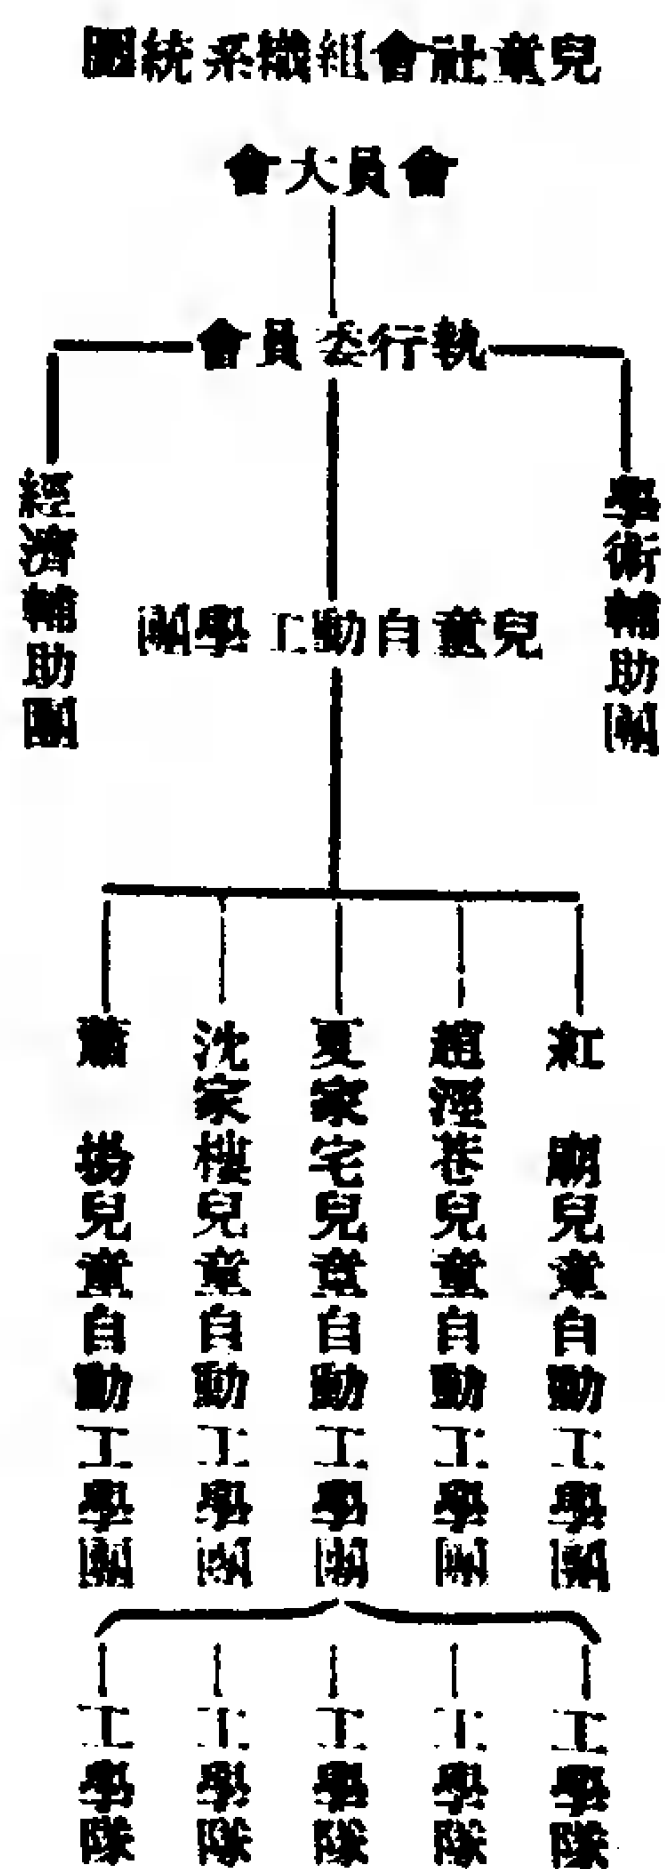 兒童社會組織系統圖
會員大會
執行委員會
學術輔助團
兒童自動工學團
經濟輔助團
紅廟兒童自動工學團
趙涇巷兒童自動工學團
夏家宅兒童自動工學團
沈家樓兒童自動工學團
蕭場兒童自動工學團
工學隊
工學隊
工學隊
工學隊
工學隊